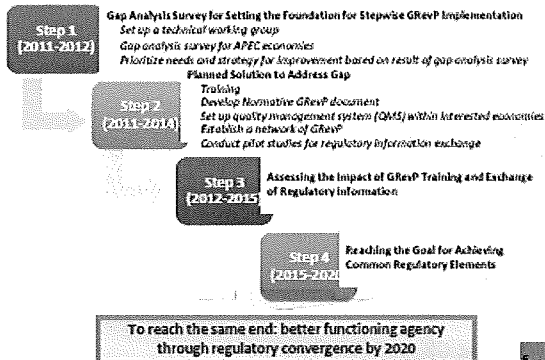 Step 1
(2011-2012)
Gap Analysis Survey for Setting the Foundation for Stepwise GRevP Implementation
Set up a technical working group
Gap analysis survey for APEC economies
Prioritize needs and strategy for improvement based on result of gap analysis survey
Step 2
(2011-2014)
Planned Solution to Address Gap
Training
Develop Normative GRevP document
Set up quality management system (QMS) within interested economies
Establish a network of GRevP
Conduct pilot studies for regulatory information exchange
Step 3
(2012-2015)
Assessing the Impact of GRevP Training and Exchange
of Regulatory Information
Step 4
(2015-2020
Reaching the Goal for Achieving
Common Regulatory Elements
To reach the same end: better functioning agency
through regulatory convergence by 2020